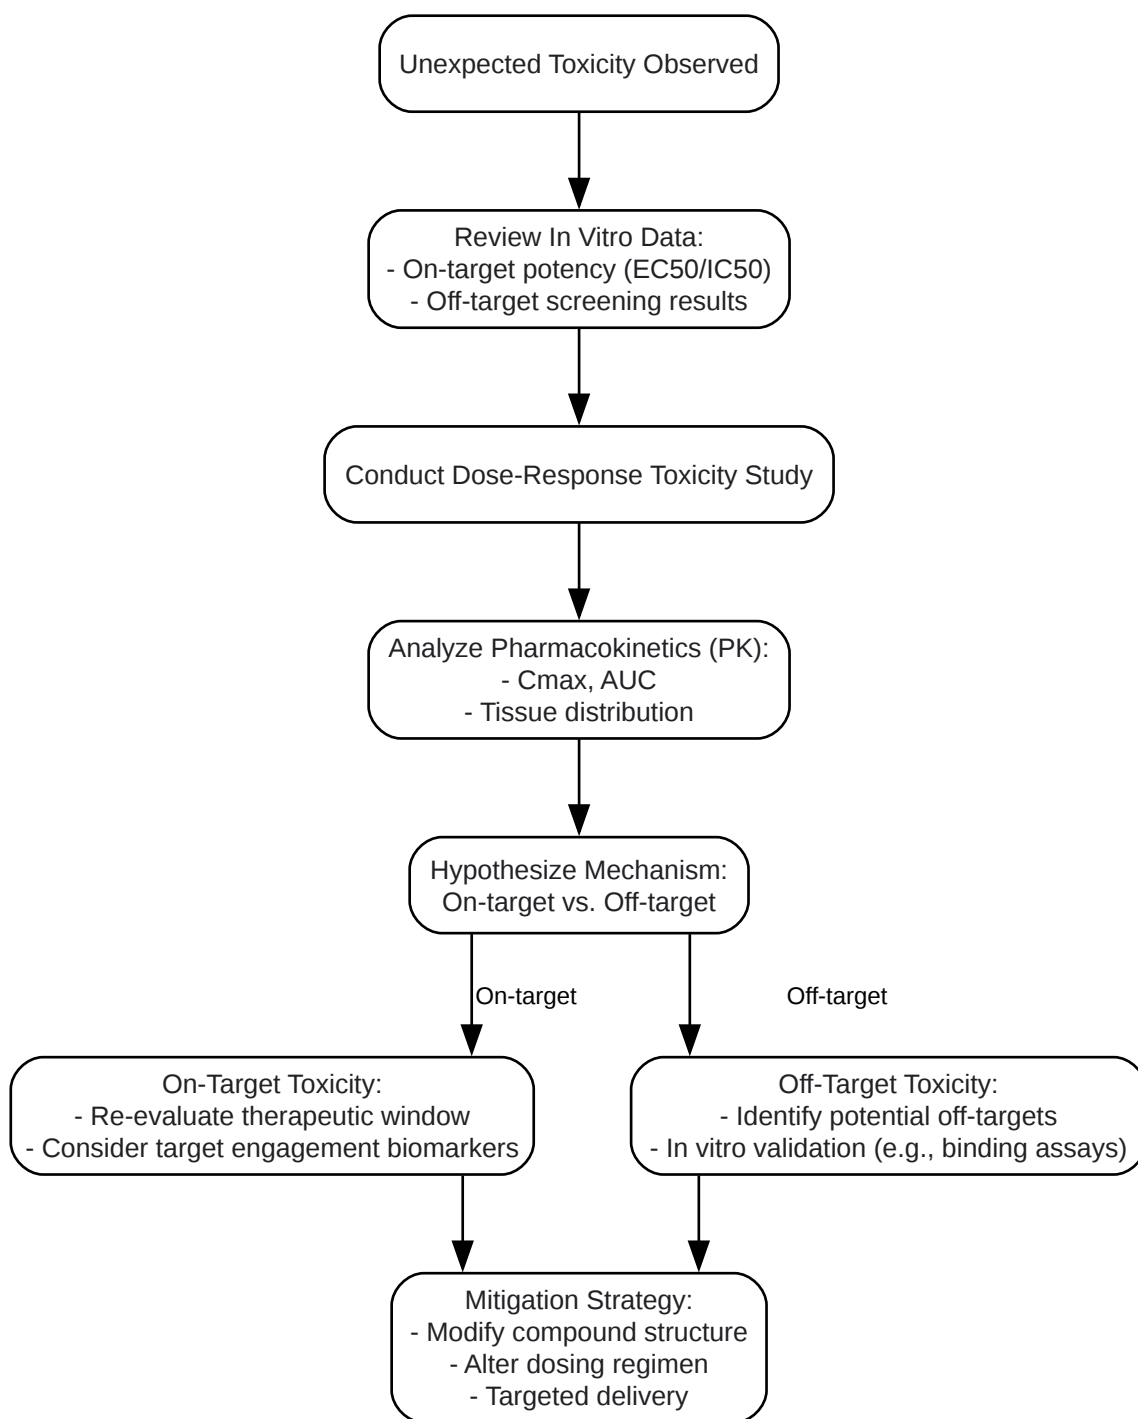 Unexpected Toxicity Observed
Review In Vitro Data:
- On-target potency (EC50/IC50)
- Off-target screening results
Conduct Dose-Response Toxicity Study
Analyze Pharmacokinetics (PK):
- Cmax, AUC
- Tissue distribution
Hypothesize Mechanism:
On-target vs. Off-target
On-target
Off-target
On-Target Toxicity:
- Re-evaluate therapeutic window
- Consider target engagement biomarkers
Off-Target Toxicity:
- Identify potential off-targets
- In vitro validation (e.g., binding assays)
Mitigation Strategy:
- Modify compound structure
- Alter dosing regimen
- Targeted delivery